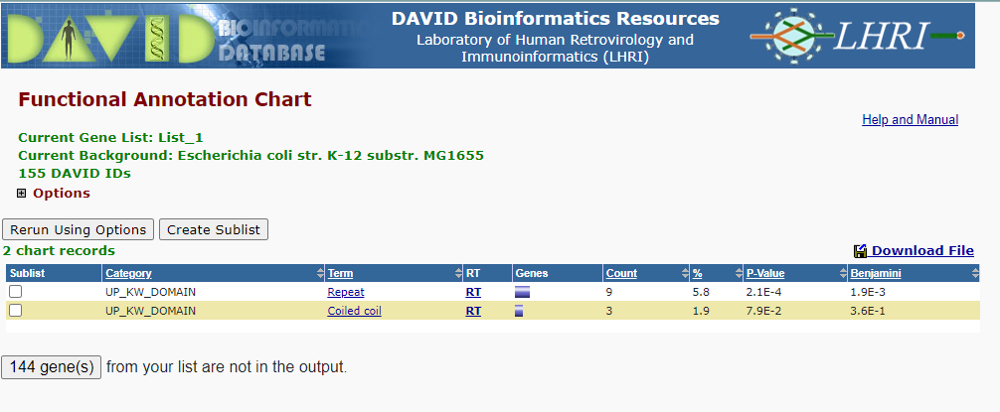 DAVID BIOINFORMATICS
DATABASE
DAVID Bioinformatics Resources
Laboratory of Human Retrovirology and
Immunoinformatics (LHRI)
LHRI
Functional Annotation Chart
Help and Manual
Current Gene List: List_1
Current Background: Escherichia coli str. K-12 substr. MG1655
155 DAVID IDs
Options
Rerun Using Options Create Sublist
2 chart records Download File
Sublist Category Term RT Genes Count % P-Value Benjamini
UP_KW_DOMAIN Repeat RT 9 5.8 2.1E-4 1.9E-3
UP_KW_DOMAIN Coiled coil RT 3 1.9 7.9E-2 3.6E-1
144 gene(s) from your list are not in the output.